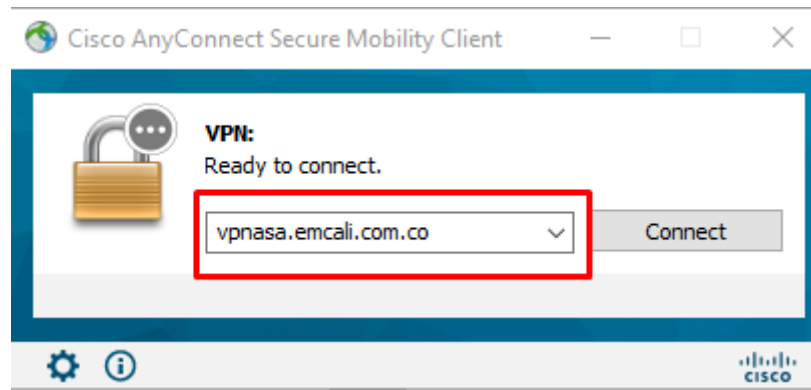 Cisco AnyConnect Secure Mobility Client
VPN:
Ready to connect.
vpnasa.emcali.com.co
Connect
CISCO